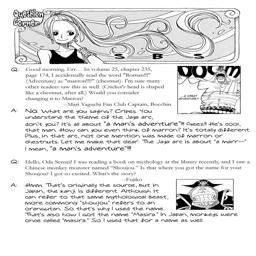 Question Corner
SBS
Q: Good morning. Err... In volume 25, chapter 235,
page 174, I accidentally read the word "Roman!!!"
(Adventure) as "marron!!!" (chestnut). I'm sure many
other readers saw this as well. (Cricket's head is shaped
like a chestnut, after all.) Would you consider
changing it to Marron?
--Mari Yaguchi Fan Club Captain, Bocchin
A: No. What are you saying? Cripes. You
understand the theme of the Jaya arc,
don't you? It's all about "a man's adventure"!! Geez!! He's cool,
that man. How can you even think of marron? It's totally different.
Plus, in that arc, not one mention was made of marron or
chestnuts. Let me make that clear. The Jaya arc is about "marr--"
I mean, "a man's adventure"!!
DOOM
Q: Hello, Oda Sensei! I was reading a book on mythology at the library recently, and I saw a
Chinese monkey monster named "Shoujou." Is that where you got the name for your
Shoujou? I got so excited. What's the story?
--Fujiko
A: Hmm. That's originally the source, but in
Japan, the kanji is different. Although it
can refer to that same mythological beast,
more commonly "shoujou" refers to an
orangutan. So that's why I used the name.
That's also how I got the name "Masira." In Japan, monkeys were
once called "Masira." So I used that for a name as well.